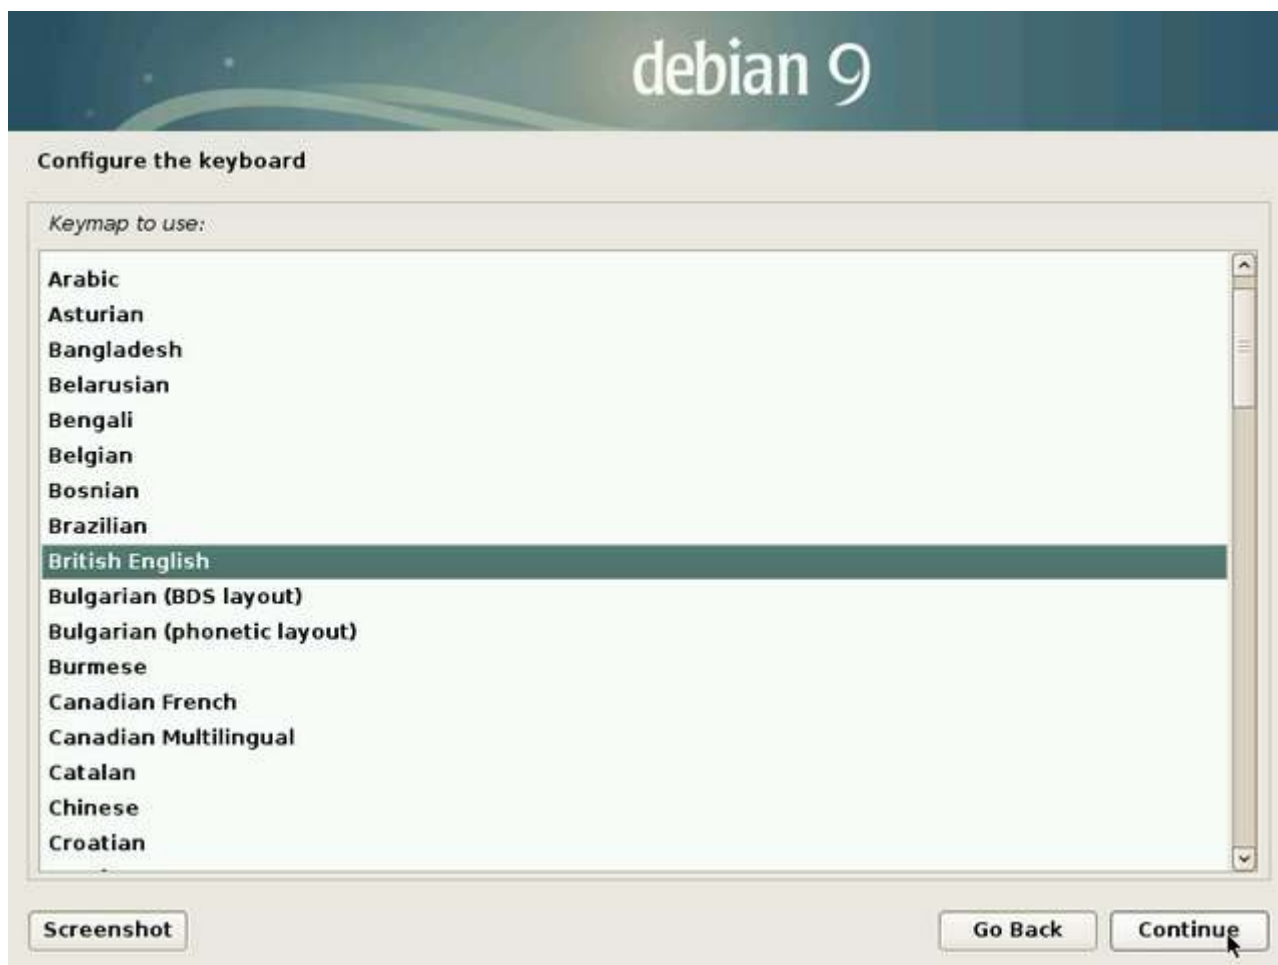 debian 9
Configure the keyboard
Keymap to use:
Arabic
Asturian
Bangladesh
Belarusian
Bengali
Belgian
Bosnian
Brazilian
British English
Bulgarian (BDS layout)
Bulgarian (phonetic layout)
Burmese
Canadian French
Canadian Multilingual
Catalan
Chinese
Croatian
Screenshot
Go Back
Continue